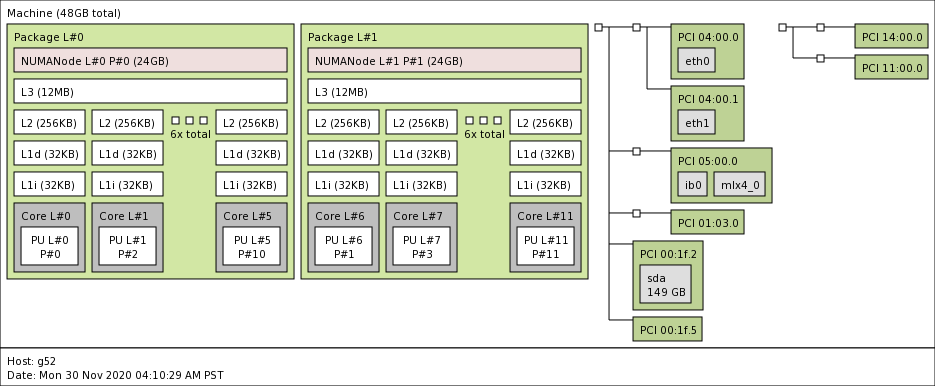 Machine (48GB total)
Package L#0
NUMANode L#0 P#0 (24GB)
L3 (12MB)
L2 (256KB)
L2 (256KB)
6x total
L2 (256KB)
L1d (32KB)
L1d (32KB)
L1d (32KB)
L1i (32KB)
L1i (32KB)
L1i (32KB)
Core L#0
PU L#0
P#0
Core L#1
PU L#1
P#2
Core L#5
PU L#5
P#10
Package L#1
NUMANode L#1 P#1 (24GB)
L3 (12MB)
L2 (256KB)
L2 (256KB)
6x total
L2 (256KB)
L1d (32KB)
L1d (32KB)
L1d (32KB)
L1i (32KB)
L1i (32KB)
L1i (32KB)
Core L#6
PU L#6
P#1
Core L#7
PU L#7
P#3
Core L#11
PU L#11
P#11
PCI 04:00.0
eth0
PCI 04:00.1
eth1
PCI 05:00.0
ib0
mlx4_0
PCI 01:03.0
PCI 00:1f.2
sda
149 GB
PCI 00:1f.5
PCI 14:00.0
PCI 11:00.0
Host: g52
Date: Mon 30 Nov 2020 04:10:29 AM PST